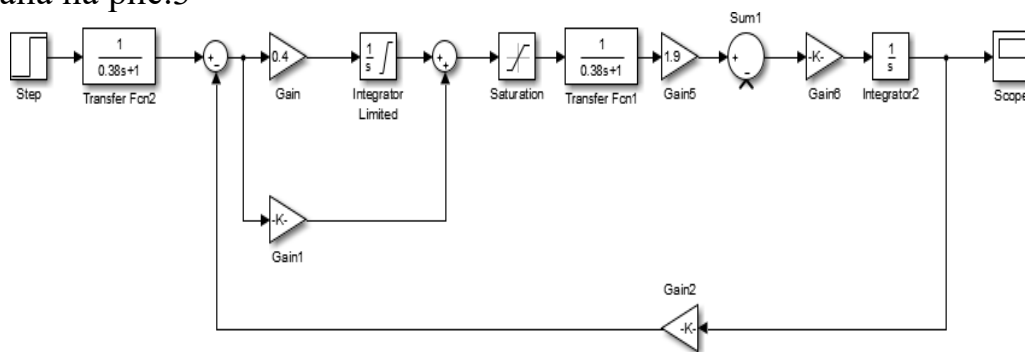 на рис.3
Sum1
1
0.38s+1
0.4
1
s
1
0.38s+1
1.9
-K-
1
s
Step
Transfer Fcn2
Gain
Integrator
Limited
Saturation
Transfer Fcn1
Gain5
Gain6
Integrator2
Scope
-K-
Gain1
Gain2
-K-